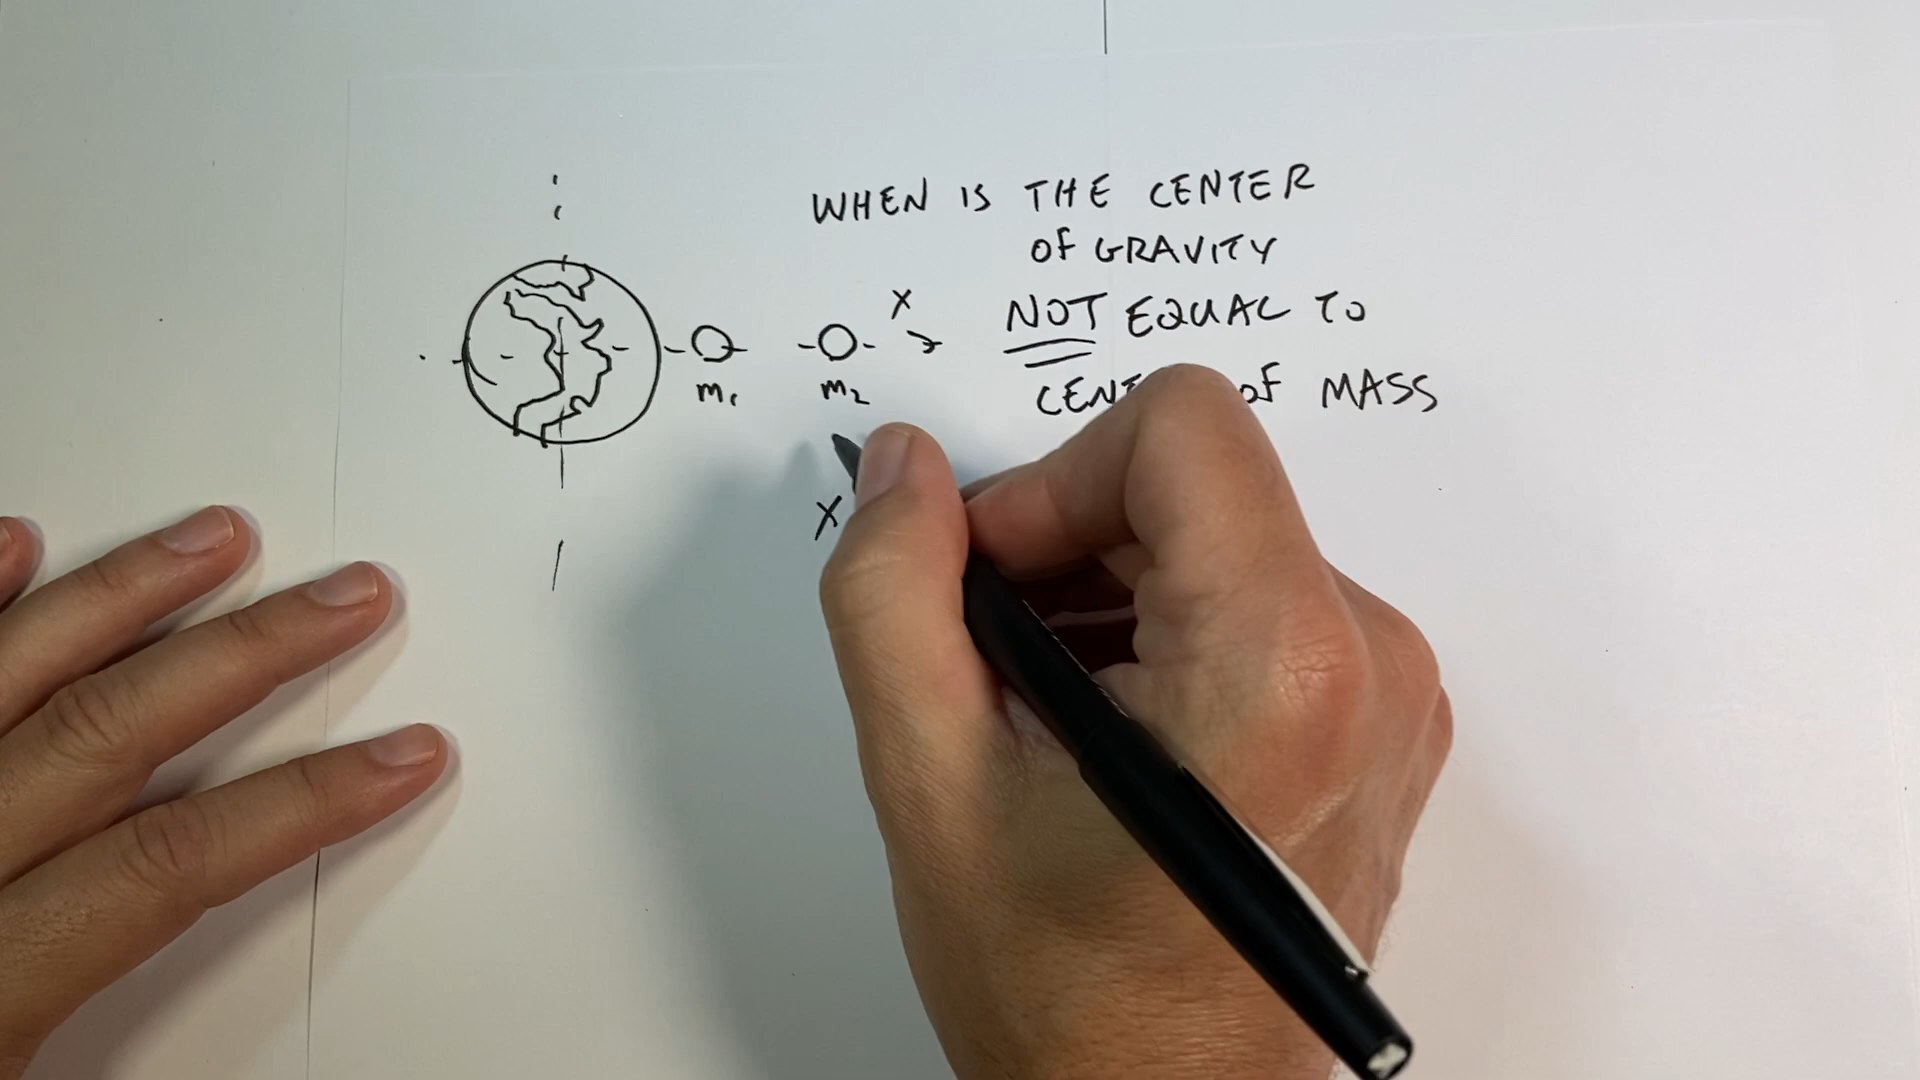 WHEN IS THE CENTER
OF GRAVITY
NOT EQUAL TO
OF MASS
X
m₁ m₂
X